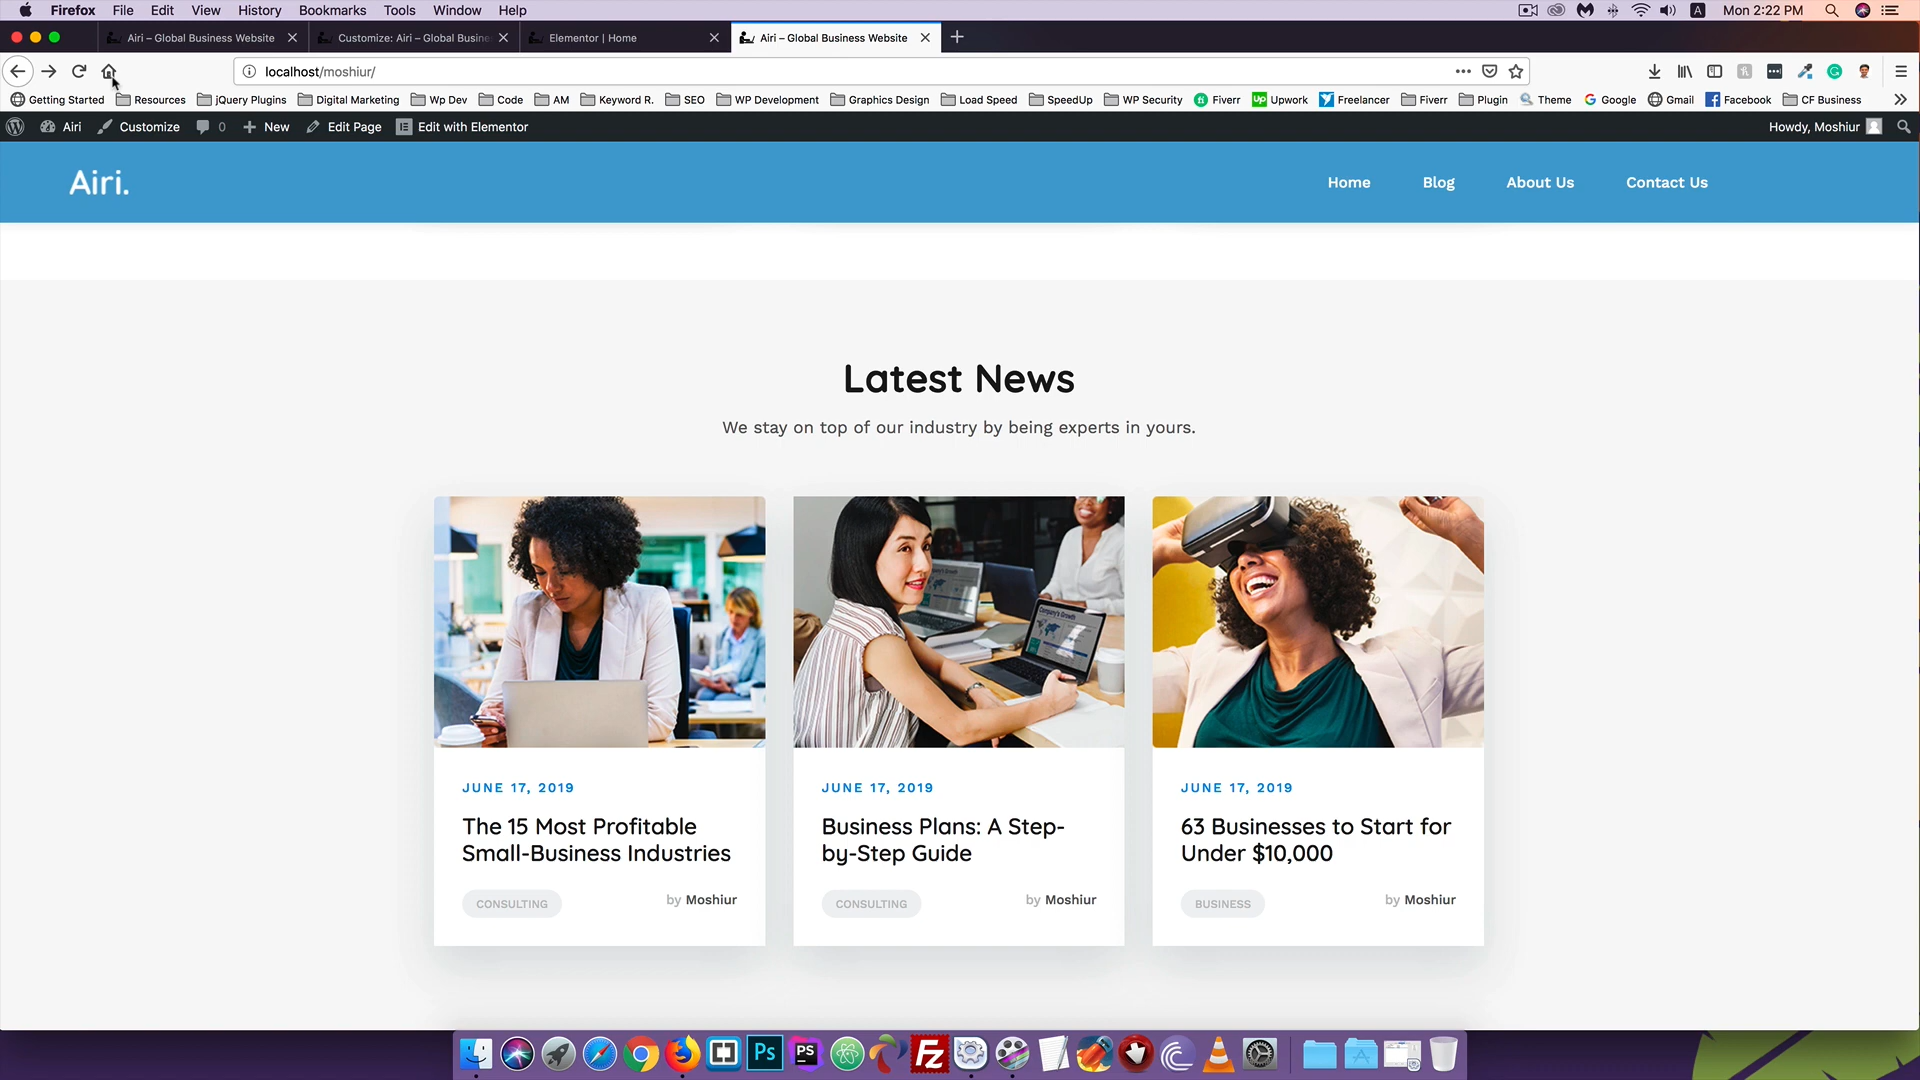 Firefox File Edit View History Bookmarks Tools Window Help
A Mon 2:22 PM
Airi – Global Business Website
Customize: Airi – Global Busine
Elementor | Home
Airi – Global Business Website
localhost/moshiur/
Getting Started Resources jQuery Plugins Digital Marketing Wp Dev Code AM Keyword R. SEO WP Development Graphics Design Load Speed SpeedUp WP Security Fiverr Upwork Freelancer Fiverr Plugin Theme Google Gmail Facebook CF Business
Airi Customize 0 New Edit Page Edit with Elementor Howdy, Moshiur
Airi.
Home Blog About Us Contact Us
Latest News
We stay on top of our industry by being experts in yours.
JUNE 17, 2019
The 15 Most Profitable
Small-Business Industries
CONSULTING by Moshiur
JUNE 17, 2019
Business Plans: A Step-
by-Step Guide
CONSULTING by Moshiur
JUNE 17, 2019
63 Businesses to Start for
Under $10,000
BUSINESS by Moshiur
Ps
PS
FZ